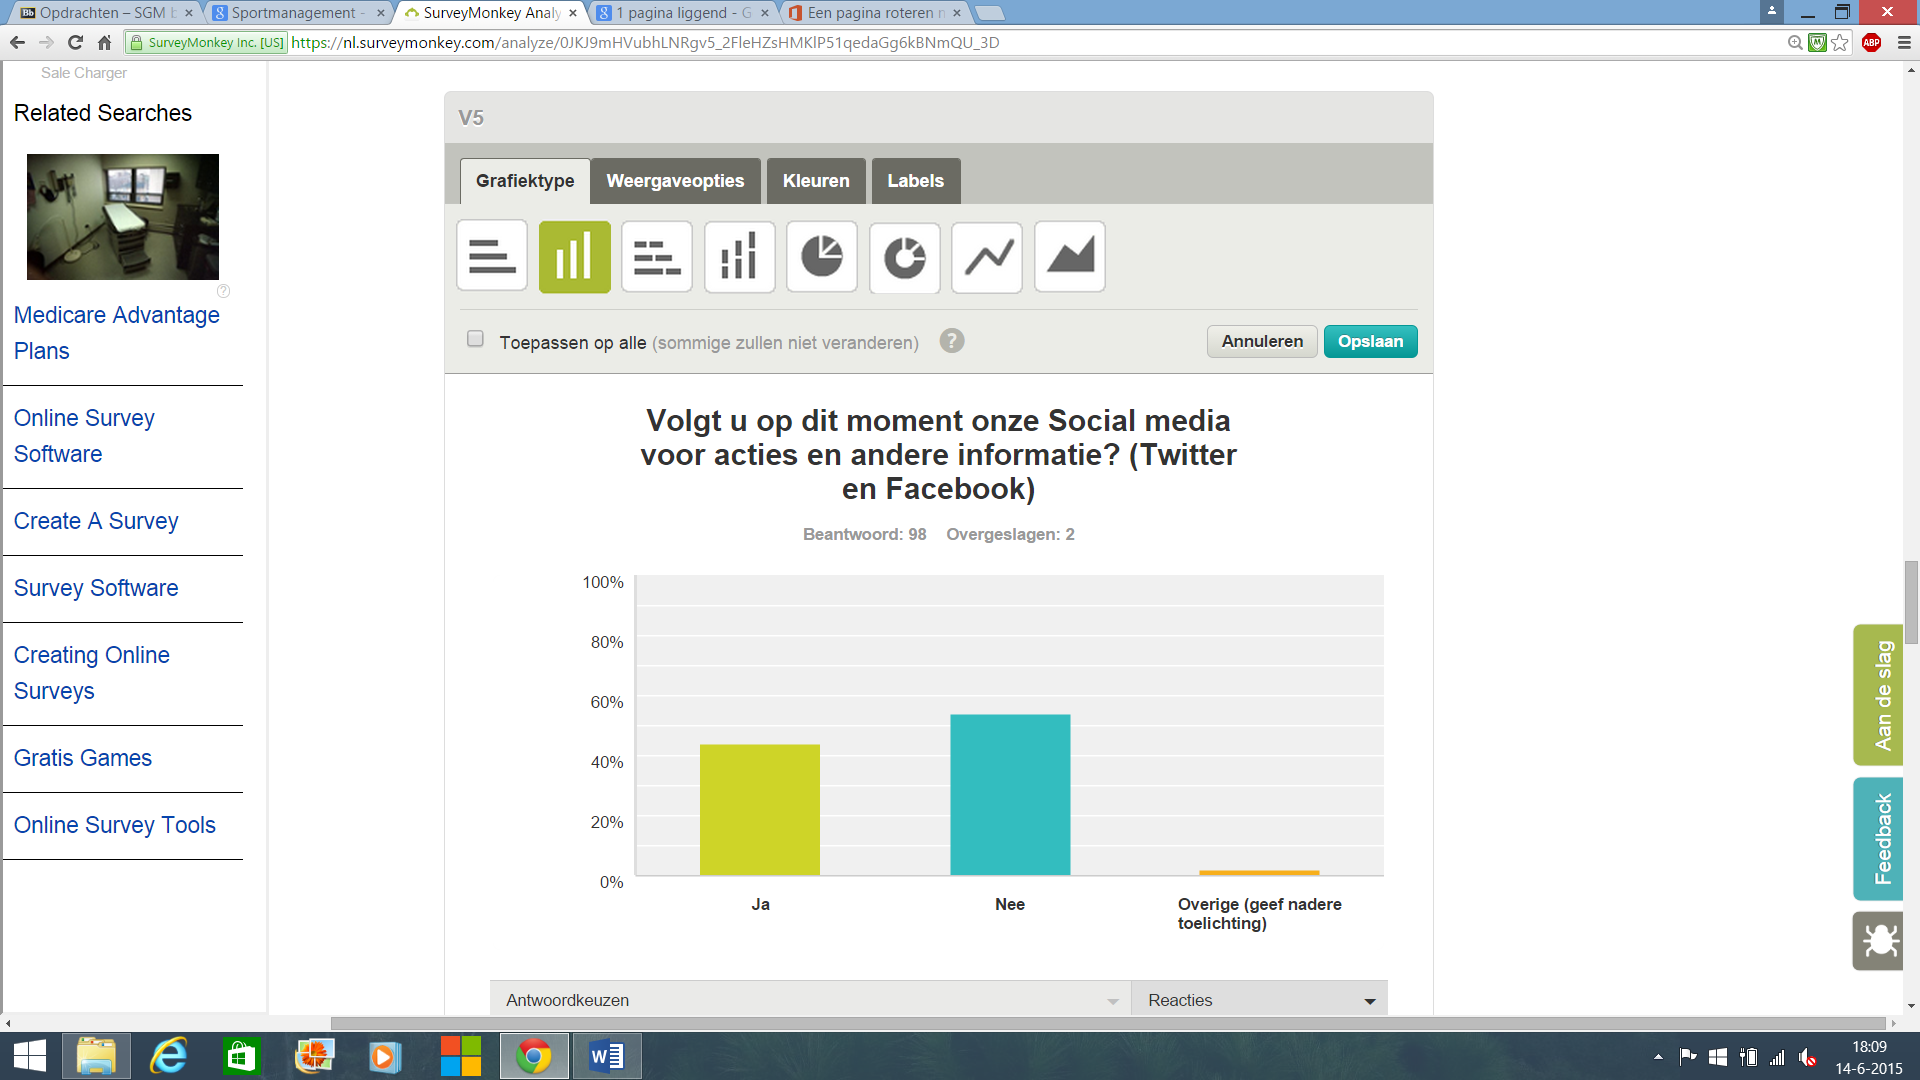 Opdrachten – SGM b
Sportmanagement -
SurveyMonkey Analy
1 pagina liggend - G
Een pagina roteren n
SurveyMonkey Inc. [US]
https://nl.surveymonkey.com/analyze/0JKJ9mHVubhLNRgv5_2FleHZsHMKlP51qedaGg6kBNmQU_3D
ABP
Sale Charger
Related Searches
Medicare Advantage
Plans
Online Survey
Software
Create A Survey
Survey Software
Creating Online
Surveys
Gratis Games
Online Survey Tools
V5
Grafiektype
Weergaveopties
Kleuren
Labels
Toepassen op alle (sommige zullen niet veranderen)
?
Annuleren
Opslaan
Volgt u op dit moment onze Social media
voor acties en andere informatie? (Twitter
en Facebook)
Beantwoord: 98 Overgeslagen: 2
100%
80%
60%
40%
20%
0%
Ja
Nee
Overige (geef nadere
toelichting)
Antwoordkeuzen
Reacties
Aan de slag
Feedback
18:09
14-6-2015